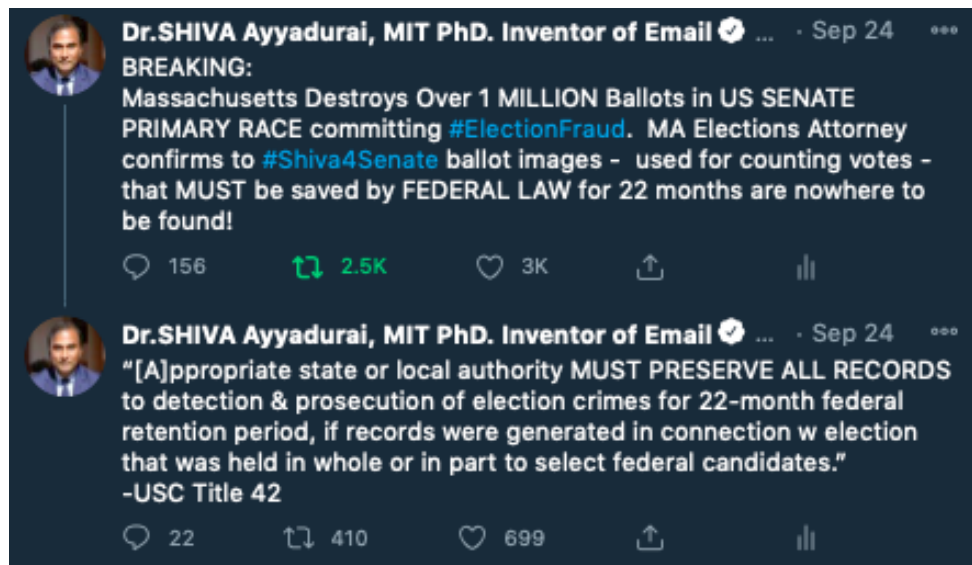 Dr.SHIVA Ayyadurai, MIT PhD. Inventor of Email ... · Sep 24
BREAKING:
Massachusetts Destroys Over 1 MILLION Ballots in US SENATE
PRIMARY RACE committing #ElectionFraud.  MA Elections Attorney
confirms to #Shiva4Senate ballot images -  used for counting votes -
that MUST be saved by FEDERAL LAW for 22 months are nowhere to
be found!
156 2.5K 3K
Dr.SHIVA Ayyadurai, MIT PhD. Inventor of Email ... · Sep 24
“[A]ppropriate state or local authority MUST PRESERVE ALL RECORDS
to detection & prosecution of election crimes for 22-month federal
retention period, if records were generated in connection w election
that was held in whole or in part to select federal candidates.”
-USC Title 42
22 410 699